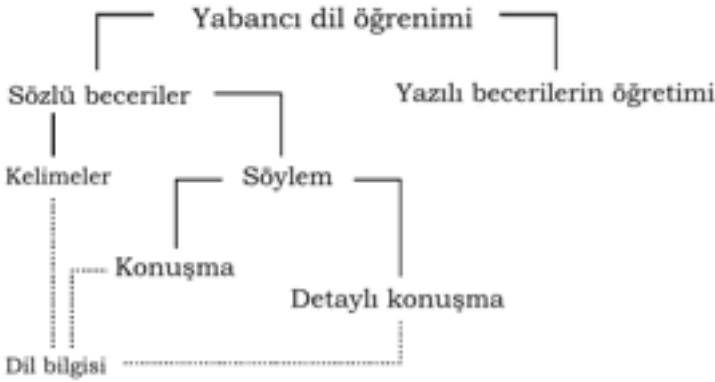 Yabancı dil öğrenimi
Sözlü beceriler
Yazılı becerilerin öğretimi
Kelimeler
Söylem
Konuşma
Detaylı konuşma
Dil bilgisi